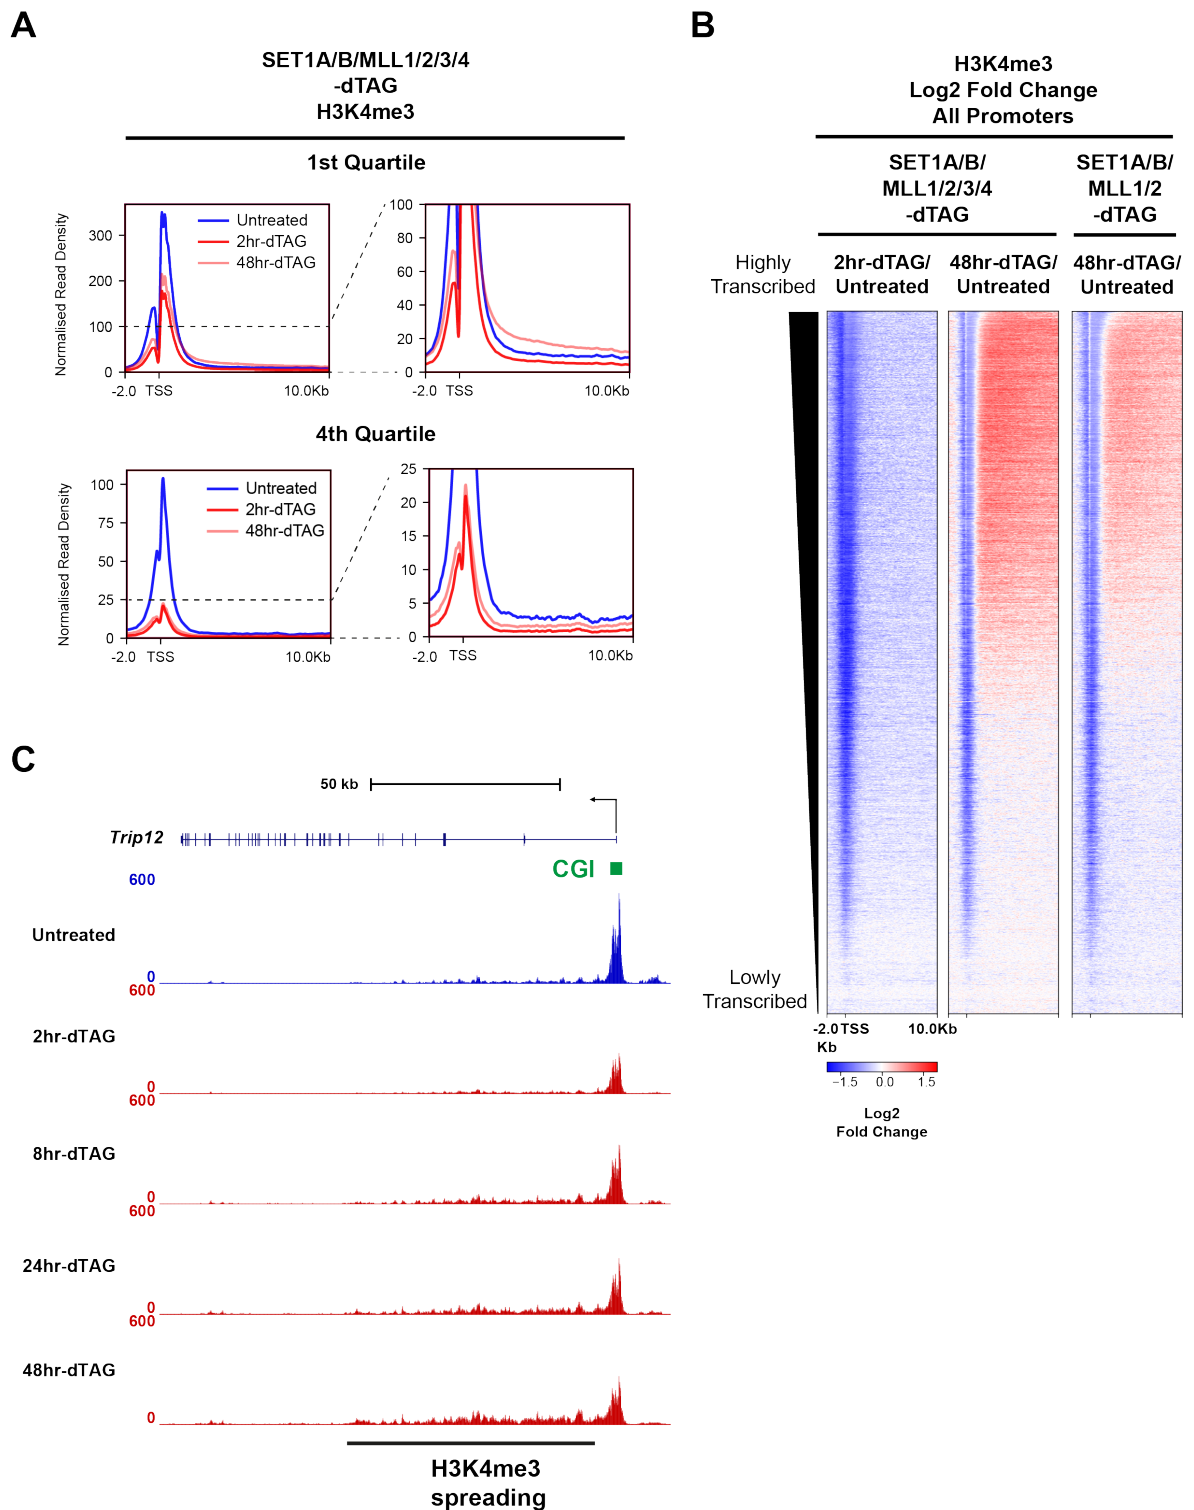 A
SET1A/B/MLL1/2/3/4
-dTAG
H3K4me3
1st Quartile
Normalised Read Density
300
200
100
0
Untreated
2hr-dTAG
48hr-dTAG
-2.0 TSS 10.0Kb
100
80
60
40
20
0
-2.0 TSS 10.0Kb
4th Quartile
Normalised Read Density
100
75
50
25
0
Untreated
2hr-dTAG
48hr-dTAG
-2.0 TSS 10.0Kb
25
20
15
10
5
0
-2.0 TSS 10.0Kb
B
H3K4me3
Log2 Fold Change
All Promoters
SET1A/B/
MLL1/2/3/4
-dTAG
SET1A/B/
MLL1/2
-dTAG
Highly
Transcribed
2hr-dTAG/
Untreated
48hr-dTAG/
Untreated
48hr-dTAG/
Untreated
Lowly
Transcribed
-2.0 TSS 10.0Kb
Kb
−1.5 0.0 1.5
Log2
Fold Change
C
50 kb
Trip12
CGI
600
Untreated
0
600
2hr-dTAG
0
600
8hr-dTAG
0
600
24hr-dTAG
0
600
48hr-dTAG
0
H3K4me3
spreading